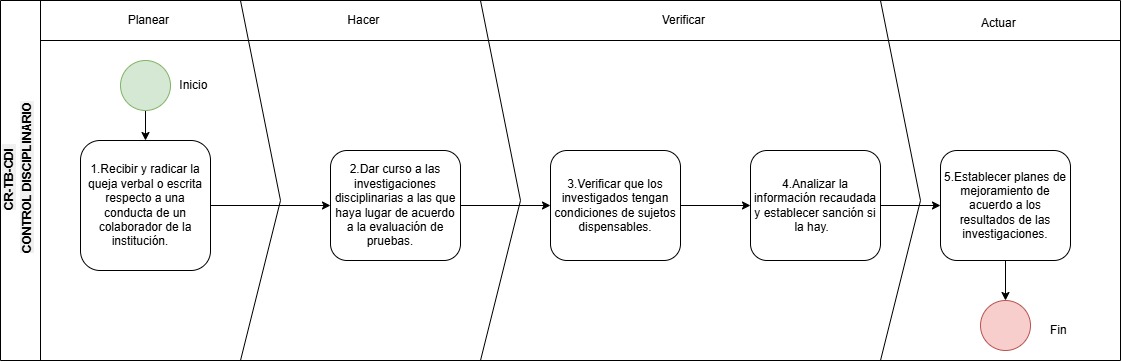 Planear
Hacer
Verificar
Actuar
CR-TB-CDI
CONTROL DISCIPLINARIO
Inicio
1.Recibir y radicar la
queja verbal o escrita
respecto a una
conducta de un
colaborador de la
institución.
2.Dar curso a las
investigaciones
disciplinarias a las que
haya lugar de acuerdo
a la evaluación de
pruebas.
3.Verificar que los
investigados tengan
condiciones de sujetos
dispensables.
4.Analizar la
información recaudada
y establecer sanción si
la hay.
5.Establecer planes de
mejoramiento de
acuerdo a los
resultados de las
investigaciones.
Fin